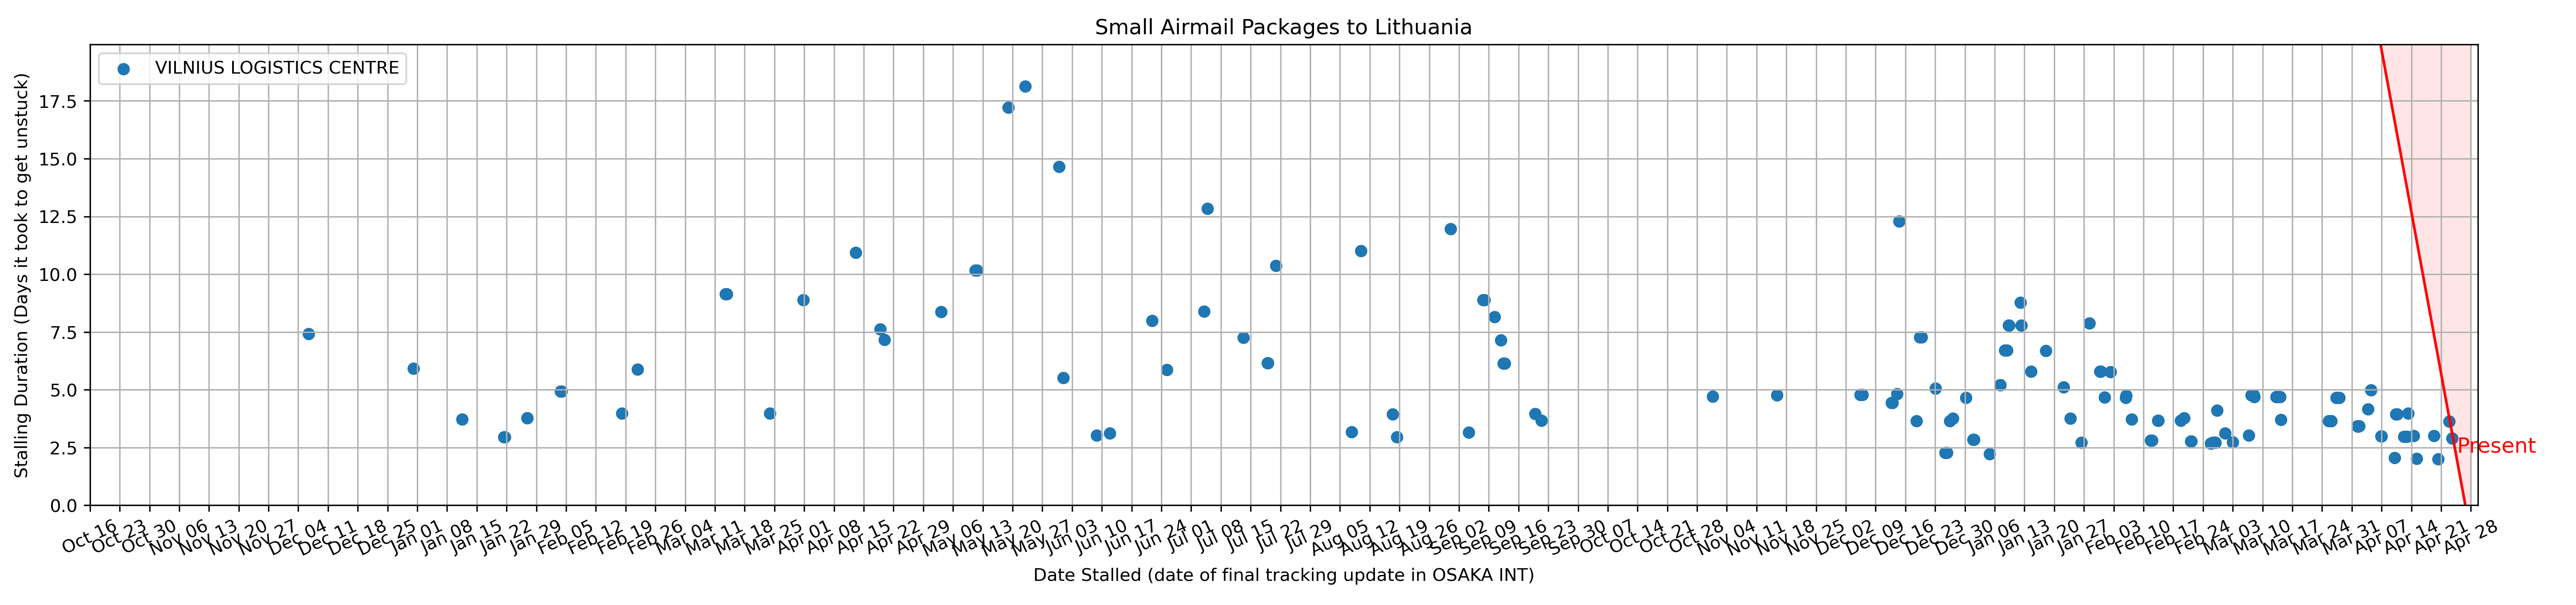 Small Airmail Packages to Lithuania
VILNIUS LOGISTICS CENTRE
Stalling Duration (Days it took to get unstuck)
17.5
15.0
12.5
10.0
7.5
5.0
2.5
0.0
Present
Oct 16
Oct 23
Oct 30
Nov 06
Nov 13
Nov 20
Nov 27
Dec 04
Dec 11
Dec 18
Dec 25
Jan 01
Jan 08
Jan 15
Jan 22
Jan 29
Feb 05
Feb 12
Feb 19
Feb 26
Mar 04
Mar 11
Mar 18
Mar 25
Apr 01
Apr 08
Apr 15
Apr 22
Apr 29
May 06
May 13
May 20
May 27
Jun 03
Jun 10
Jun 17
Jun 24
Jul 01
Jul 08
Jul 15
Jul 22
Jul 29
Aug 05
Aug 12
Aug 19
Aug 26
Sep 02
Sep 09
Sep 16
Sep 23
Sep 30
Oct 07
Oct 14
Oct 21
Oct 28
Nov 04
Nov 11
Nov 18
Nov 25
Dec 02
Dec 09
Dec 16
Dec 23
Dec 30
Jan 06
Jan 13
Jan 20
Jan 27
Feb 03
Feb 10
Feb 17
Feb 24
Mar 03
Mar 10
Mar 17
Mar 24
Mar 31
Apr 07
Apr 14
Apr 21
Apr 28
Date Stalled (date of final tracking update in OSAKA INT)